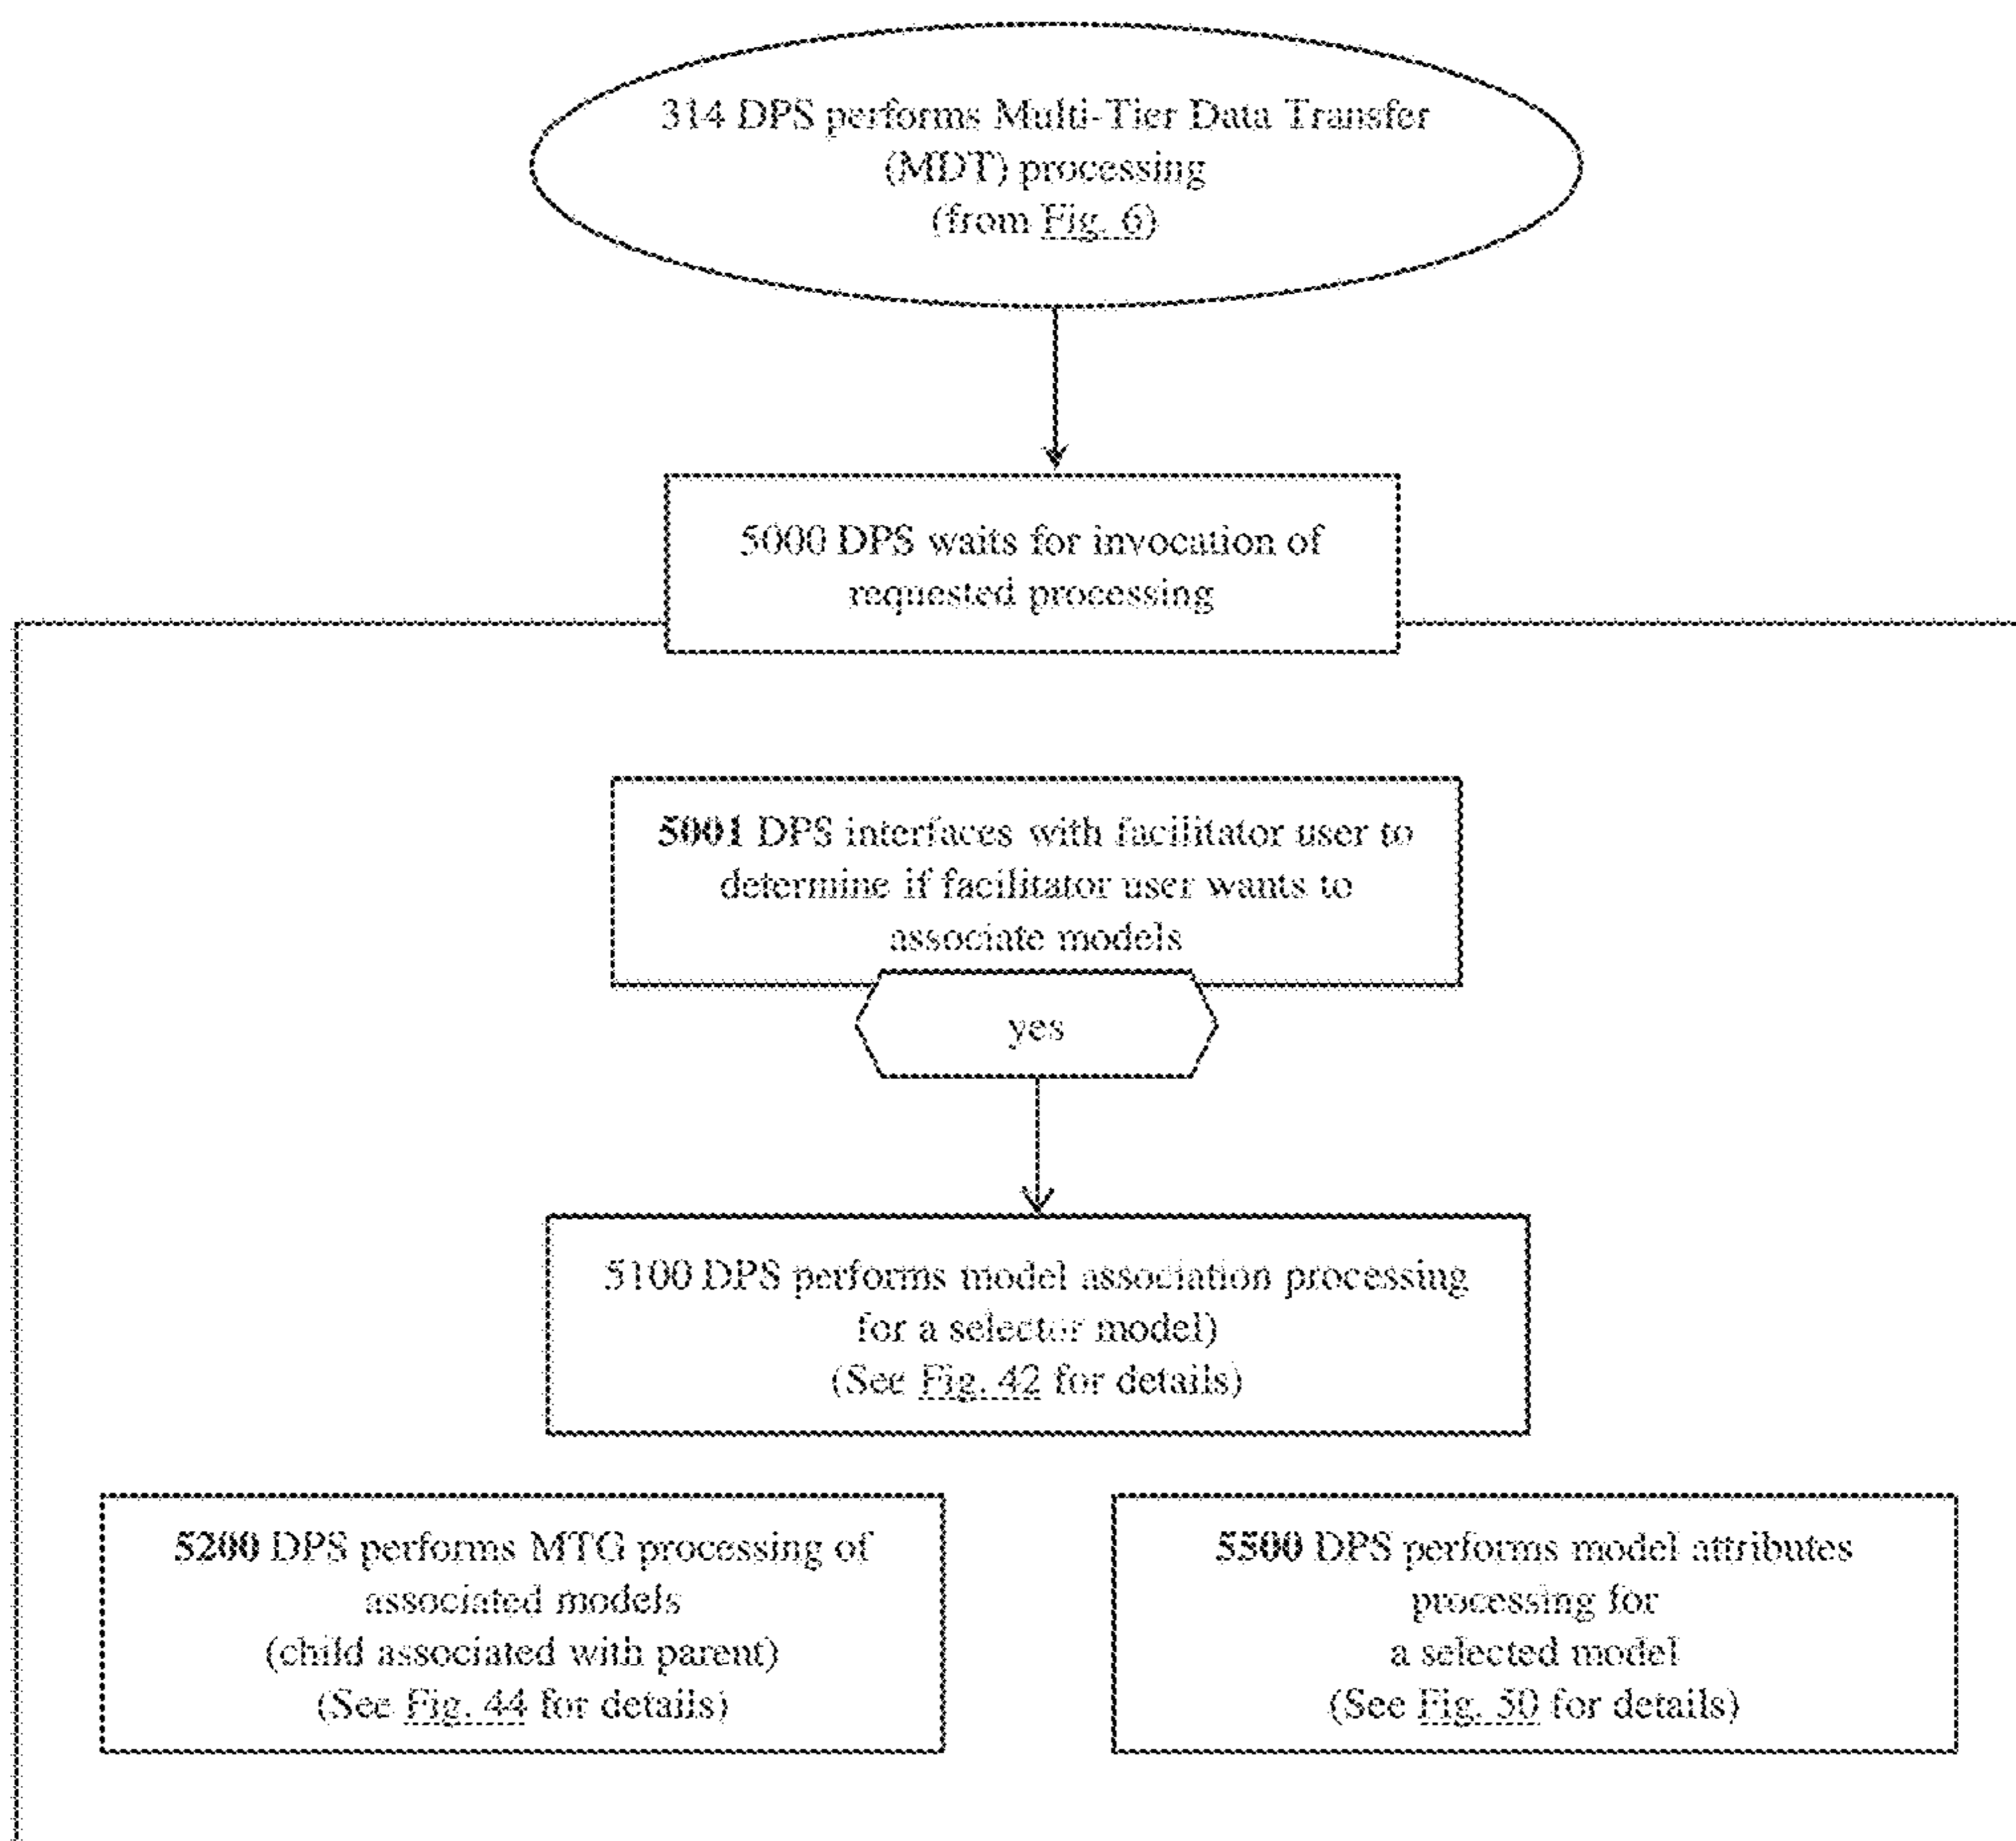 314 DPS performs Multi-Tier Data Transfer
(MDT) processing
(from Fig. 6)
5000 DPS waits for invocation of
requested processing
5001 DPS interfaces with facilitator user to
determine if facilitator user wants to
associate models
yes
5100 DPS performs model association processing
for a selector model)
(See Fig. 42 for details)
5200 DPS performs MTG processing of
associated models
(child associated with parent)
(See Fig. 44 for details)
5500 DPS performs model attributes
processing for
a selected model
(See Fig. 50 for details)